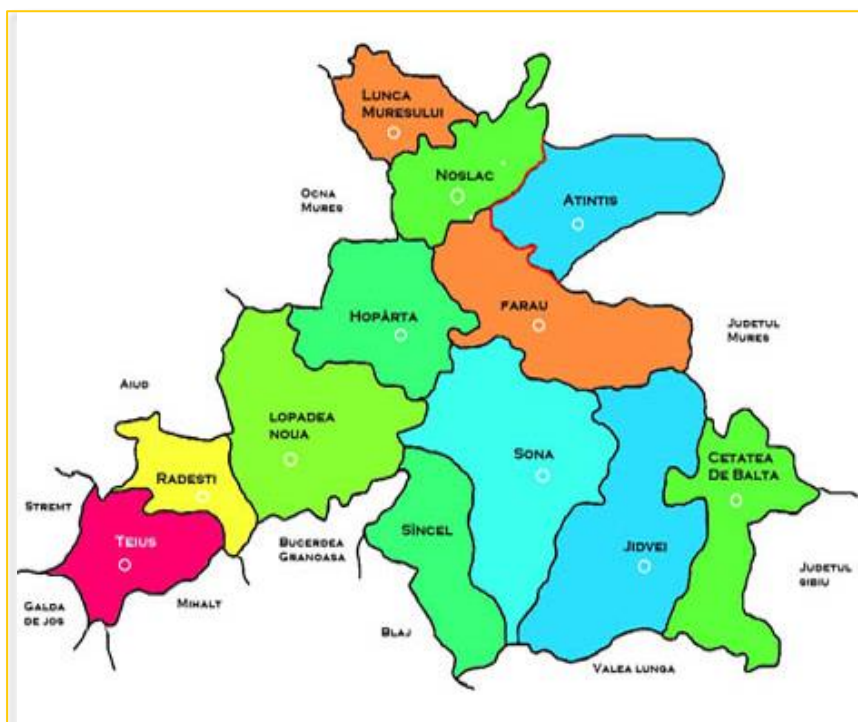 LUNCA
MURESULUI
NOSLAC
OCNA
MURES
ATINTIS
HOPÂRTA
FARAU
JUDETUL
MURES
AIUD
LOPADEA
NOUA
RADESTI
SONA
CETATEA
DE BALTA
STREMT
TEIUS
BUCERDEA
GRANOASA
SÎNCEL
JIDVEI
GALDA
DE JOS
MIHALT
BLAJ
JUDETUL
SIBIU
VALEA LUNGA